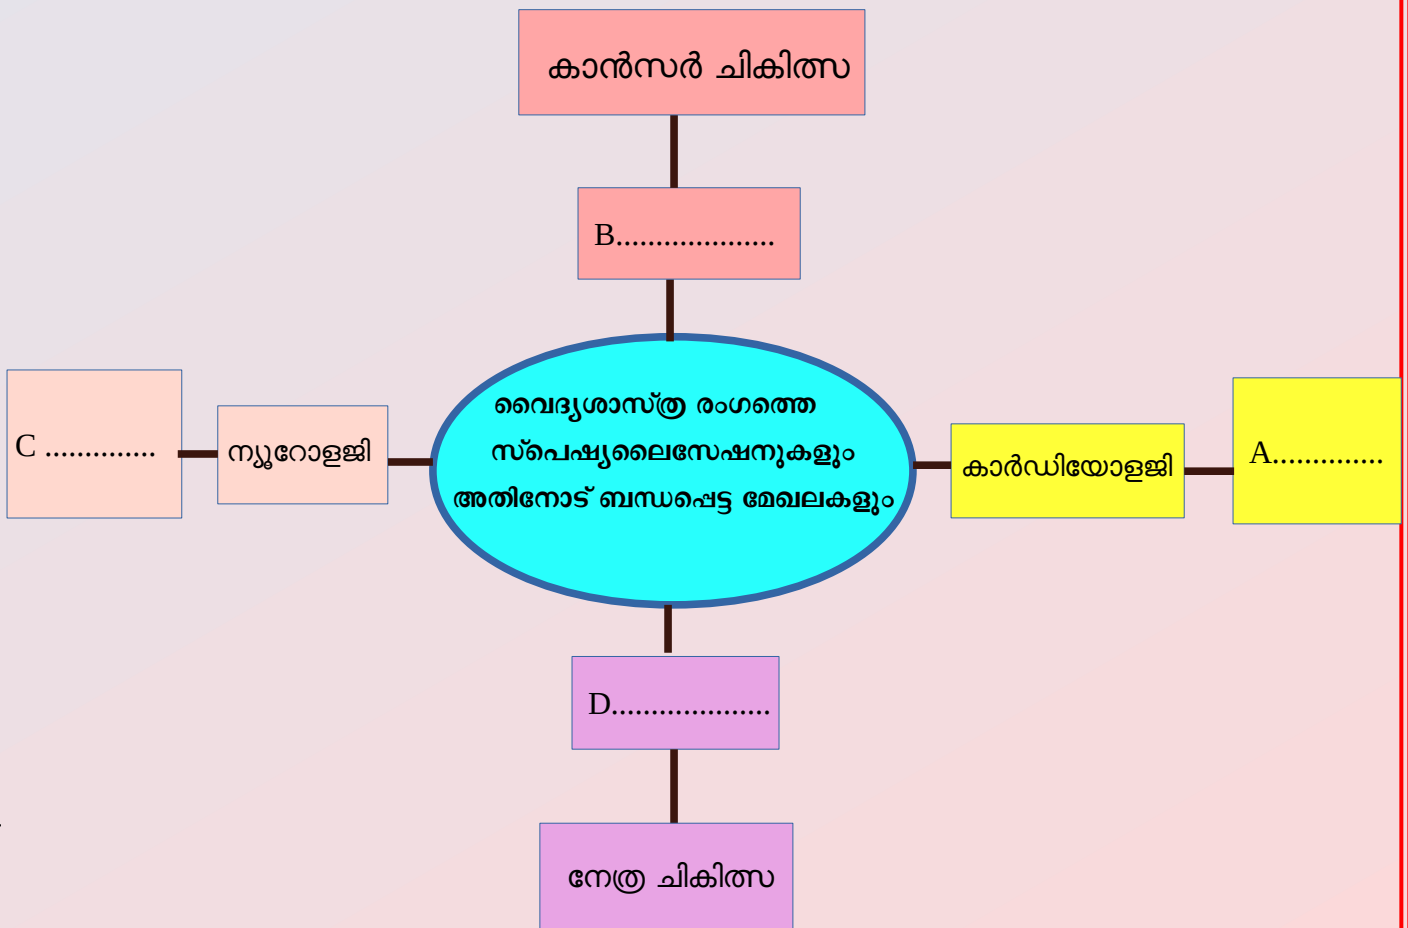 കാൻസർ ചികിത്സ
B....................
വൈദ്യശാസ്ത്ര രംഗത്തെ
സ്പെഷ്യലൈസേഷനുകളും
അതിനോട് ബന്ധപ്പെട്ട മേഖലകളും
C ..............
ന്യൂറോളജി
കാർഡിയോളജി
A..............
D....................
നേത്ര ചികിത്സ